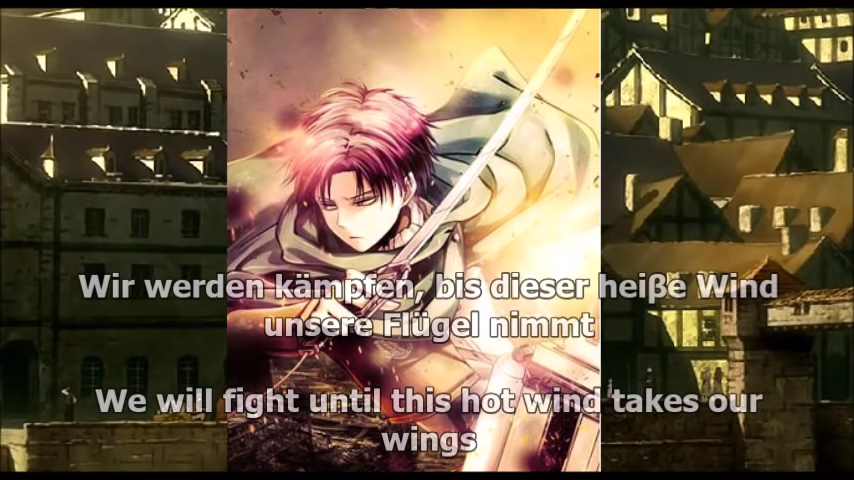 Wir werden kämpfen, bis dieser heiße Wind
unsere Flügel nimmt
We will fight until this hot wind takes our
wings